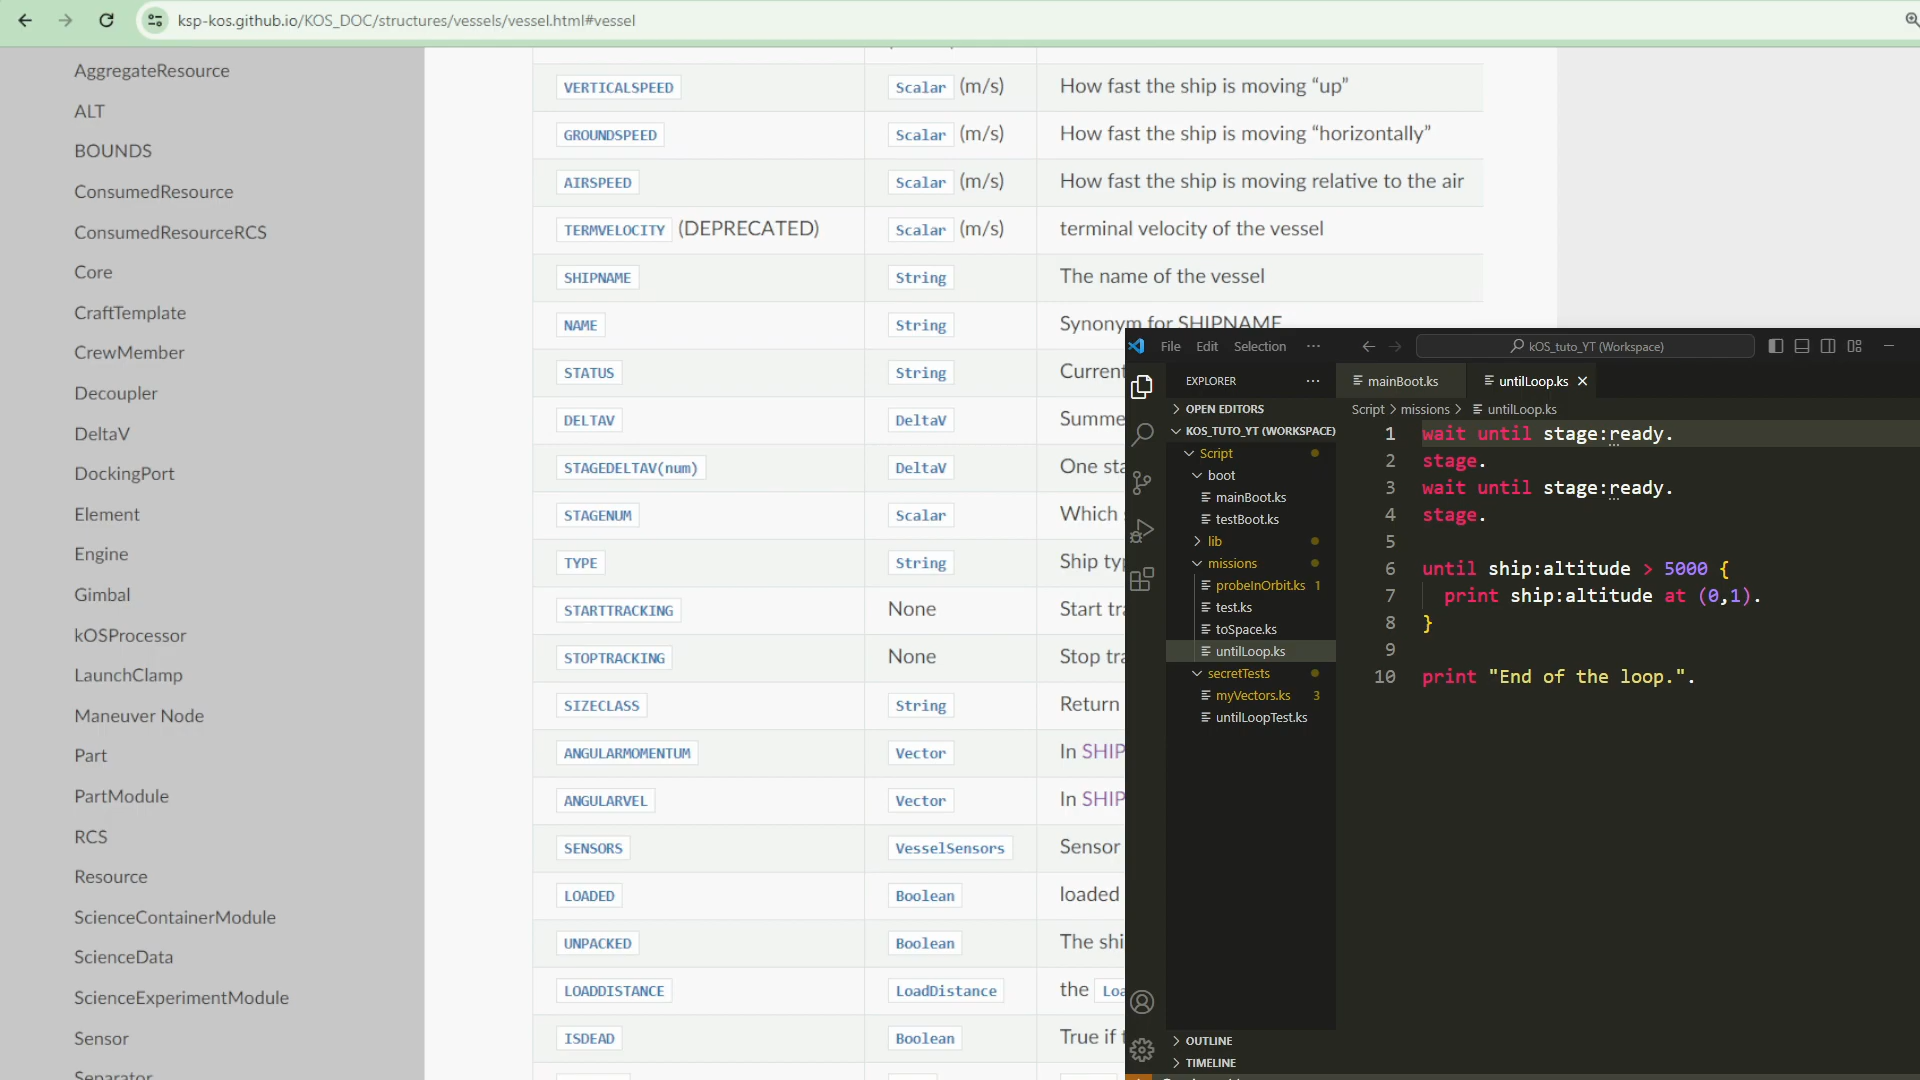 ksp-kos.github.io/KOS_DOC/structures/vessels/vessel.html#vessel
AggregateResource
ALT
BOUNDS
ConsumedResource
ConsumedResourceRCS
Core
CraftTemplate
CrewMember
Decoupler
DeltaV
DockingPort
Element
Engine
Gimbal
kOSProcessor
LaunchClamp
Maneuver Node
Part
PartModule
RCS
Resource
ScienceContainerModule
ScienceData
ScienceExperimentModule
Sensor
Separator
VERTICALSPEED Scalar (m/s) How fast the ship is moving “up”
GROUNDSPEED Scalar (m/s) How fast the ship is moving “horizontally”
AIRSPEED Scalar (m/s) How fast the ship is moving relative to the air
TERMVELOCITY (DEPRECATED) Scalar (m/s) terminal velocity of the vessel
SHIPNAME String The name of the vessel
NAME String Synonym for SHIPNAME
STATUS String Current
DELTAV DeltaV Summe
STAGEDELTAV(num) DeltaV One sta
STAGENUM Scalar Which
TYPE String Ship typ
STARTTRACKING None Start tra
STOPTRACKING None Stop tra
SIZECLASS String Return
ANGULARMOMENTUM Vector In SHIP
ANGULARVEL Vector In SHIP
SENSORS VesselSensors Sensor
LOADED Boolean loaded
UNPACKED Boolean The shi
LOADDISTANCE LoadDistance the Loa
ISDEAD Boolean True if
File Edit Selection ··· kOS_tuto_YT (Workspace)
EXPLORER ···
OPEN EDITORS
KOS_TUTO_YT (WORKSPACE)
Script
boot
mainBoot.ks
testBoot.ks
lib
missions
probeInOrbit.ks 1
test.ks
toSpace.ks
untilLoop.ks
secretTests
myVectors.ks 3
untilLoopTest.ks
OUTLINE
TIMELINE
mainBoot.ks untilLoop.ks
Script > missions > untilLoop.ks
1 wait until stage:ready.
2 stage.
3 wait until stage:ready.
4 stage.
5
6 until ship:altitude > 5000 {
7 print ship:altitude at (0,1).
8 }
9
10 print "End of the loop.".